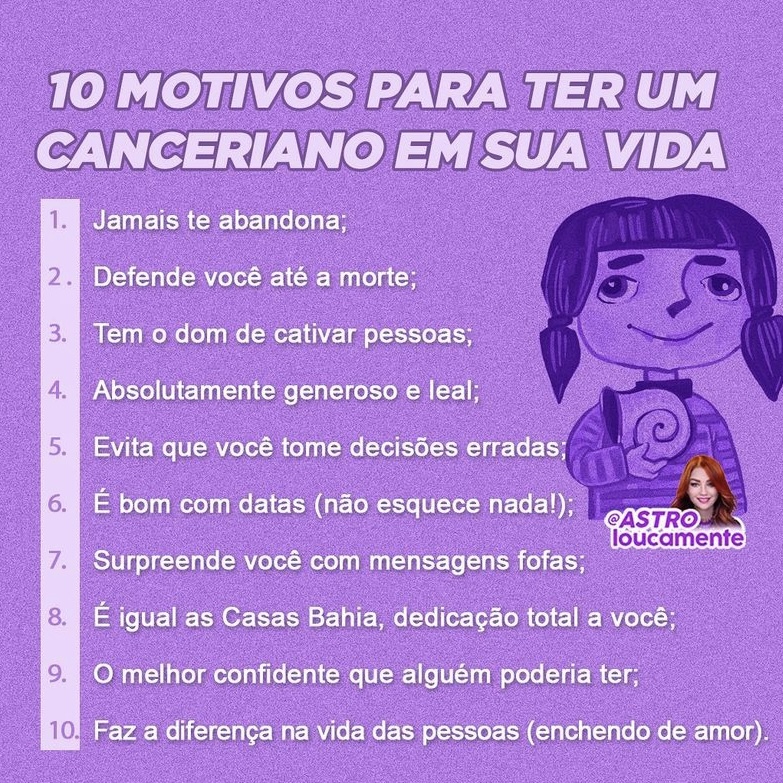 10 MOTIVOS PARA TER UM
CANCERIANO EM SUA VIDA
1. Jamais te abandona;
2. Defende você até a morte;
3. Tem o dom de cativar pessoas;
4. Absolutamente generoso e leal;
5. Evita que você tome decisões erradas;
6. É bom com datas (não esquece nada!);
7. Surpreende você com mensagens fofas;
8. É igual as Casas Bahia, dedicação total a você;
9. O melhor confidente que alguém poderia ter;
10. Faz a diferença na vida das pessoas (enchendo de amor).
@ASTRO
loucamente